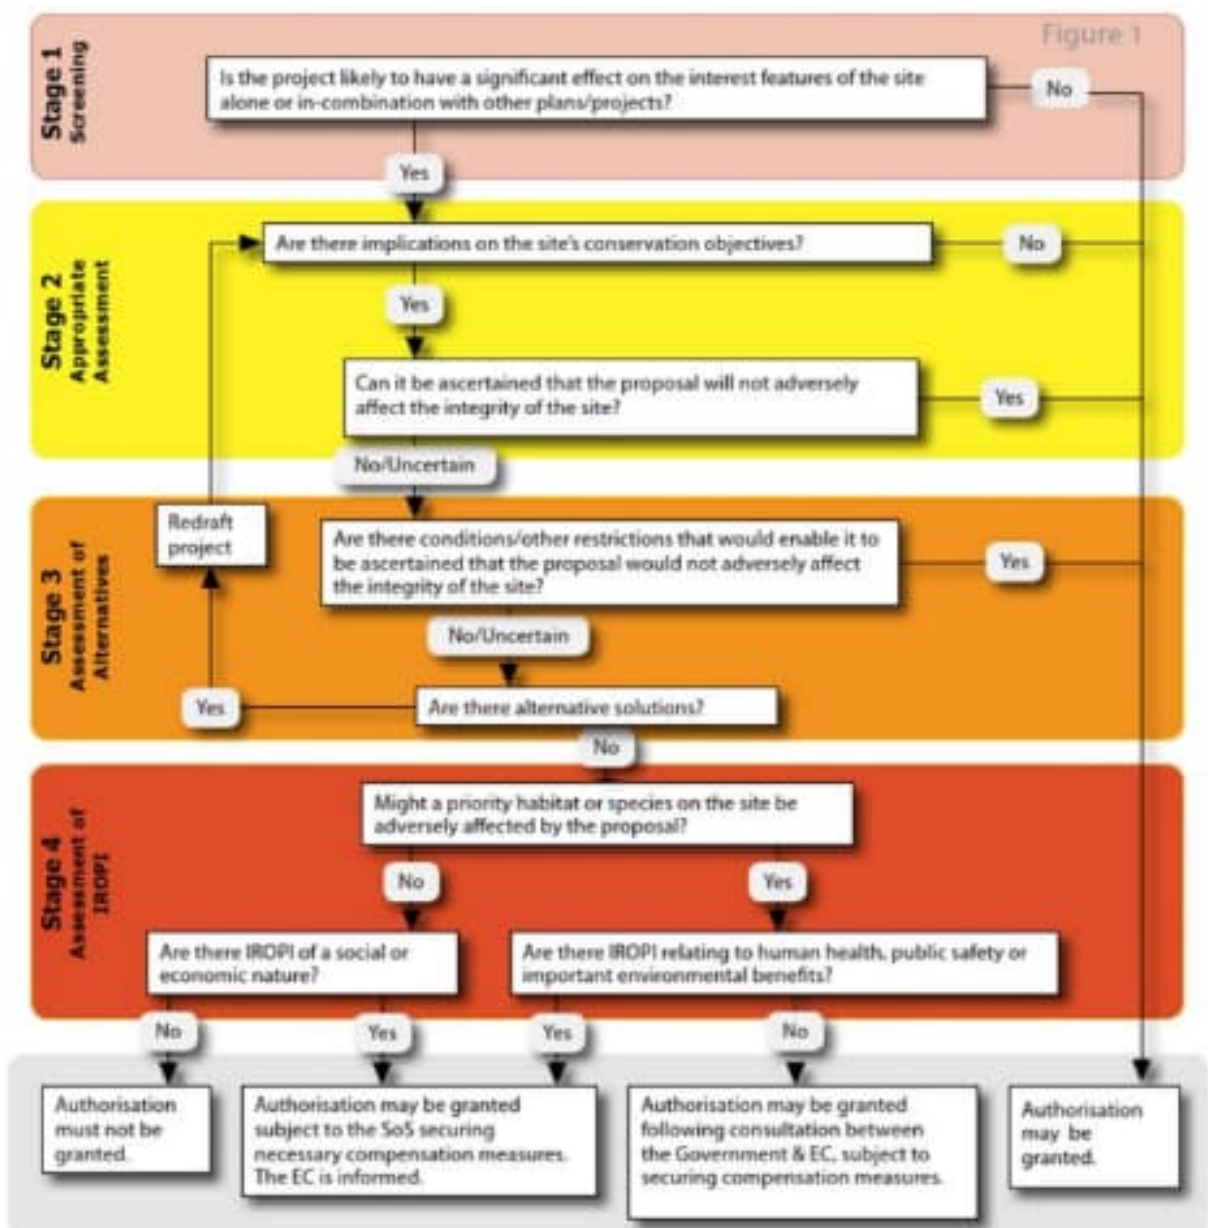 Figure 1
Stage 1
Screening
Is the project likely to have a significant effect on the interest features of the site
alone or in-combination with other plans/projects?
No
Yes
Stage 2
Appropriate
Assessment
Are there implications on the site's conservation objectives?
No
Yes
Can it be ascertained that the proposal will not adversely
affect the integrity of the site?
Yes
No/Uncertain
Stage 3
Assessment of
Alternatives
Redraft
project
Are there conditions/other restrictions that would enable it to
be ascertained that the proposal would not adversely affect
the integrity of the site?
Yes
No/Uncertain
Yes
Are there alternative solutions?
No
Stage 4
Assessment of
IROPI
Might a priority habitat or species on the site be
adversely affected by the proposal?
No
Yes
Are there IROPI of a social or
economic nature?
Are there IROPI relating to human health, public safety or
important environmental benefits?
No
Yes
Yes
No
Authorisation
must not be
granted.
Authorisation may be granted
subject to the SoS securing
necessary compensation measures.
The EC is informed.
Authorisation may be granted
following consultation between
the Government & EC, subject to
securing compensation measures.
Authorisation
may be
granted.